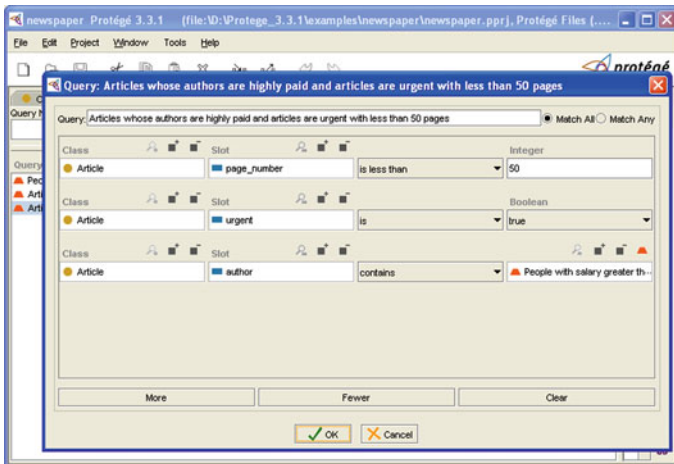 newspaper Protégé 3.3.1 (file:\D:\Protege_3.3.1\examples\newspaper\newspaper.pprj, Protégé Files (....
File Edit Project Window Tools Help
protégé
Query: Articles whose authors are highly paid and articles are urgent with less than 50 pages
Query: Articles whose authors are highly paid and articles are urgent with less than 50 pages Match All Match Any
Class Slot Integer
Article page_number is less than 50
Class Slot Boolean
Article urgent is true
Class Slot
Article author contains People with salary greater th...
Query
More Fewer Clear
OK Cancel